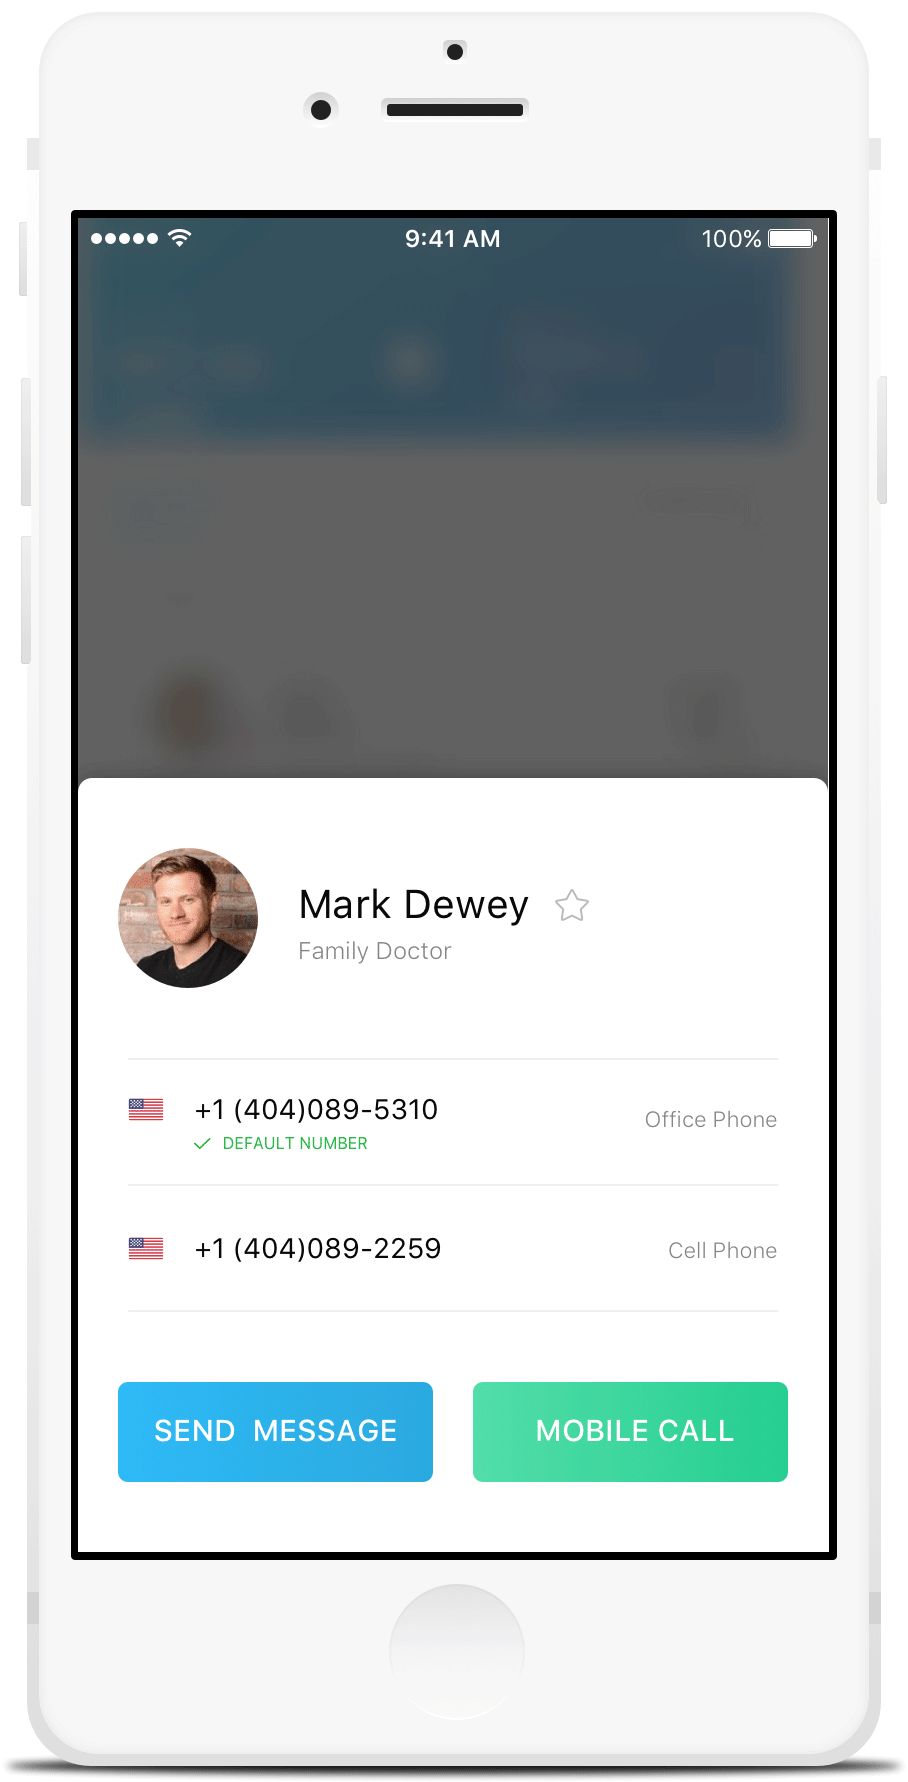 9:41 AM
100%
Mark Dewey
Family Doctor
+1 (404)089-5310
Office Phone
DEFAULT NUMBER
+1 (404)089-2259
Cell Phone
SEND MESSAGE
MOBILE CALL